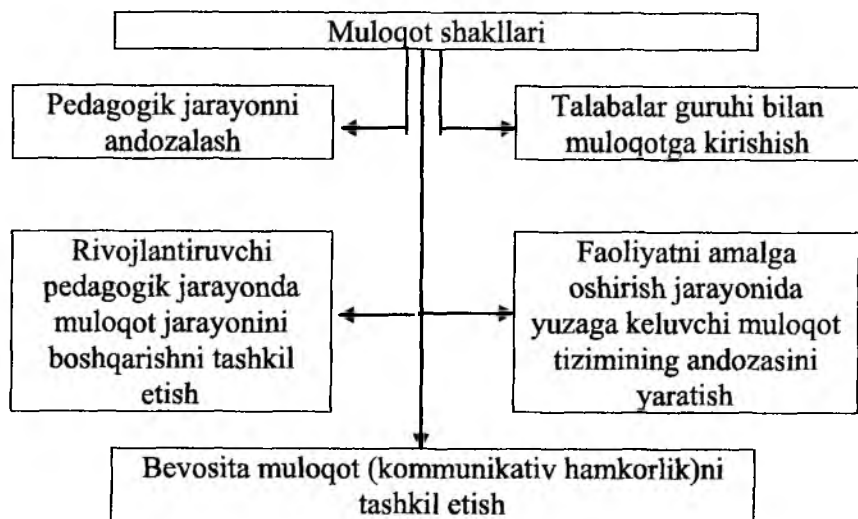 Muloqot shakllari
Pedagogik jarayonni
andozalash
Talabalar guruhi bilan
muloqotga kirishish
Rivojlantiruvchi
pedagogik jarayonda
muloqot jarayonini
boshqarishni tashkil
etish
Faoliyatni amalga
oshirish jarayonida
yuzaga keluvchi muloqot
tizimining andozasini
yaratish
Bevosita muloqot (kommunikativ hamkorlik)ni
tashkil etish